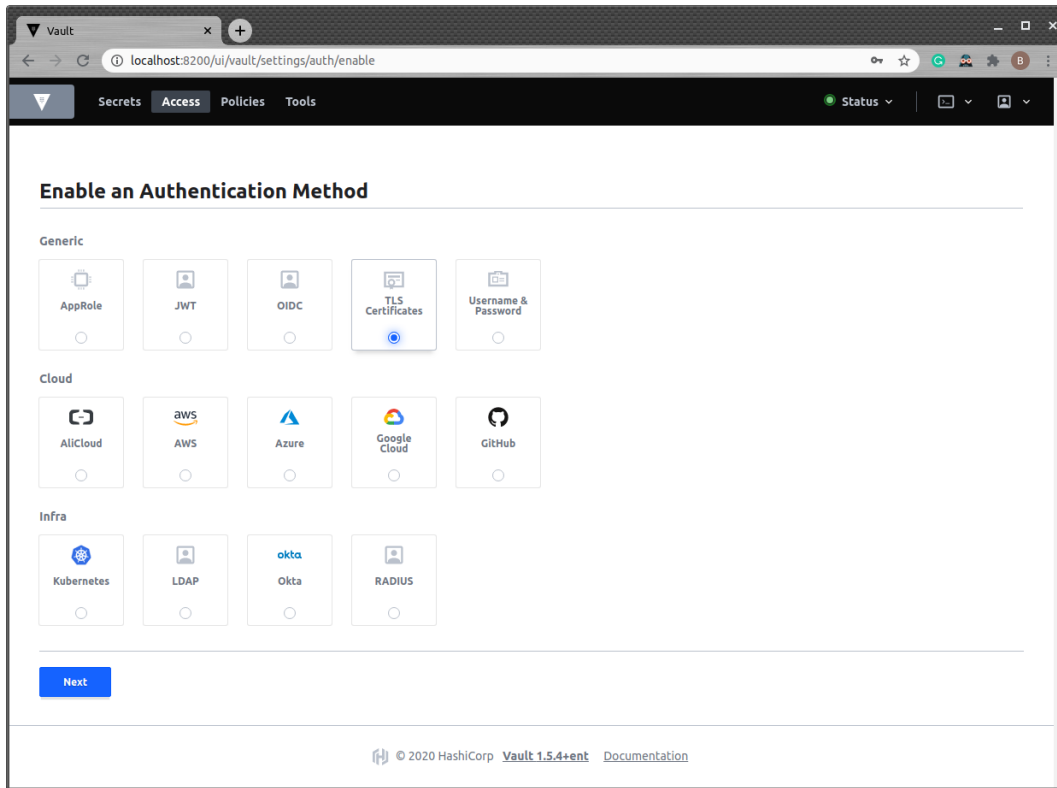 Vault
localhost:8200/ui/vault/settings/auth/enable
B
Secrets Access Policies Tools Status
Enable an Authentication Method
Generic
AppRole JWT OIDC TLS Certificates Username & Password
Cloud
aws
AliCloud AWS Azure Google Cloud GitHub
Infra
okta
Kubernetes LDAP Okta RADIUS
Next
© 2020 HashiCorp Vault 1.5.4+ent Documentation